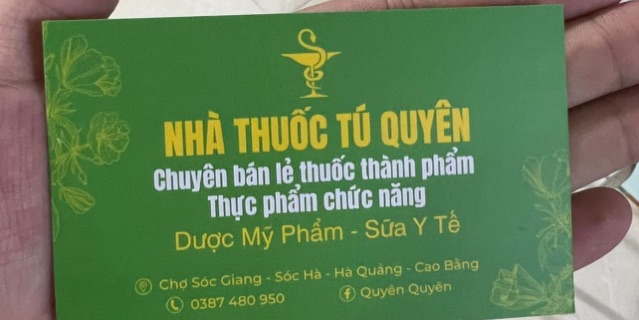 NHÀ THUỐC TÚ QUYÊN
Chuyên bán lẻ thuốc thành phẩm
Thực phẩm chức năng
Dược Mỹ Phẩm - Sữa Y Tế
Chợ Sóc Giang - Sóc Hà - Hà Quảng - Cao Bằng
0387 480 950 Quyên Quyên